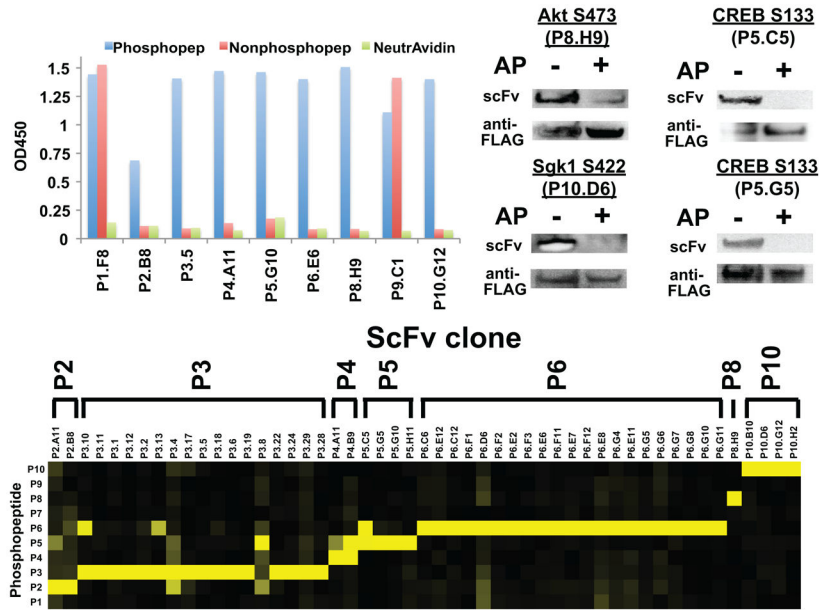 Phosphopep Nonphosphopep NeutrAvidin
OD450
1.5
1.25
1
0.75
0.5
0.25
0
P1.F8 P2.B8 P3.5 P4.A11 P5.G10 P6.E6 P8.H9 P9.C1 P10.G12
Akt S473
(P8.H9)
AP - +
scFv
anti-
FLAG
CREB S133
(P5.C5)
AP - +
scFv
anti-
FLAG
Sgk1 S422
(P10.D6)
AP - +
scFv
anti-
FLAG
CREB S133
(P5.G5)
AP - +
scFv
anti-
FLAG
ScFv clone
P2 P3 P4 P5 P6 P8 P10
P2.A11 P2.B8 P3.10 P3.11 P3.1 P3.12 P3.2 P3.13 P3.4 P3.17 P3.5 P3.18 P3.6 P3.19 P3.8 P3.22 P3.24 P3.29 P3.28 P4.A11 P4.B9 P5.C5 P5.G5 P5.G10 P5.H11 P6.C6 P6.E12 P6.C12 P6.F1 P6.D6 P6.F2 P6.E2 P6.F3 P6.E6 P6.F11 P6.E7 P6.F12 P6.E8 P6.G4 P6.E11 P6.G5 P6.G6 P6.G7 P6.G8 P6.G10 P6.G11 P8.H9 P10.B10 P10.D6 P10.G12 P10.H2
Phosphopeptide
P10
P9
P8
P7
P6
P5
P4
P3
P2
P1